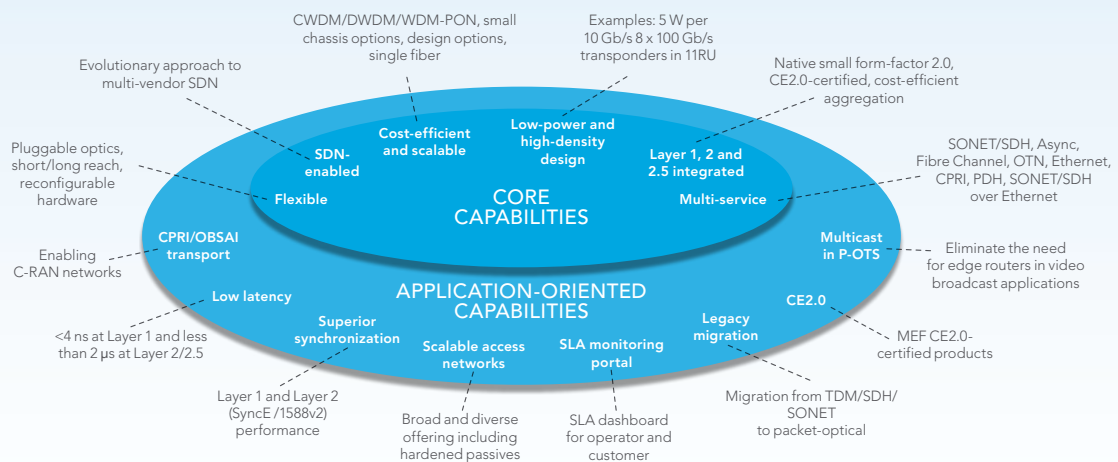 CWDM/DWDM/WDM-PON, small
chassis options, design options,
single fiber
Examples: 5 W per
10 Gb/s 8 x 100 Gb/s
transponders in 11RU
Evolutionary approach to
multi-vendor SDN
Native small form-factor 2.0,
CE2.0-certified, cost-efficient
aggregation
Pluggable optics,
short/long reach,
reconfigurable
hardware
SONET/SDH, Async,
Fibre Channel, OTN, Ethernet,
CPRI, PDH, SONET/SDH
over Ethernet
Flexible
SDN-
enabled
Cost-efficient
and scalable
Low-power and
high-density
design
Layer 1, 2 and
2.5 integrated
Multi-service
CORE
CAPABILITIES
Enabling
C-RAN networks
CPRI/OBSAI
transport
Low latency
Superior
synchronization
Scalable access
networks
SLA monitoring
portal
Legacy
migration
CE2.0
Multicast
in P-OTS
APPLICATION-ORIENTED
CAPABILITIES
Eliminate the need
for edge routers in video
broadcast applications
<4 ns at Layer 1 and less
than 2 µs at Layer 2/2.5
Layer 1 and Layer 2
(SyncE /1588v2)
performance
Broad and diverse
offering including
hardened passives
SLA dashboard
for operator and
customer
Migration from TDM/SDH/
SONET
to packet-optical
MEF CE2.0-
certified products